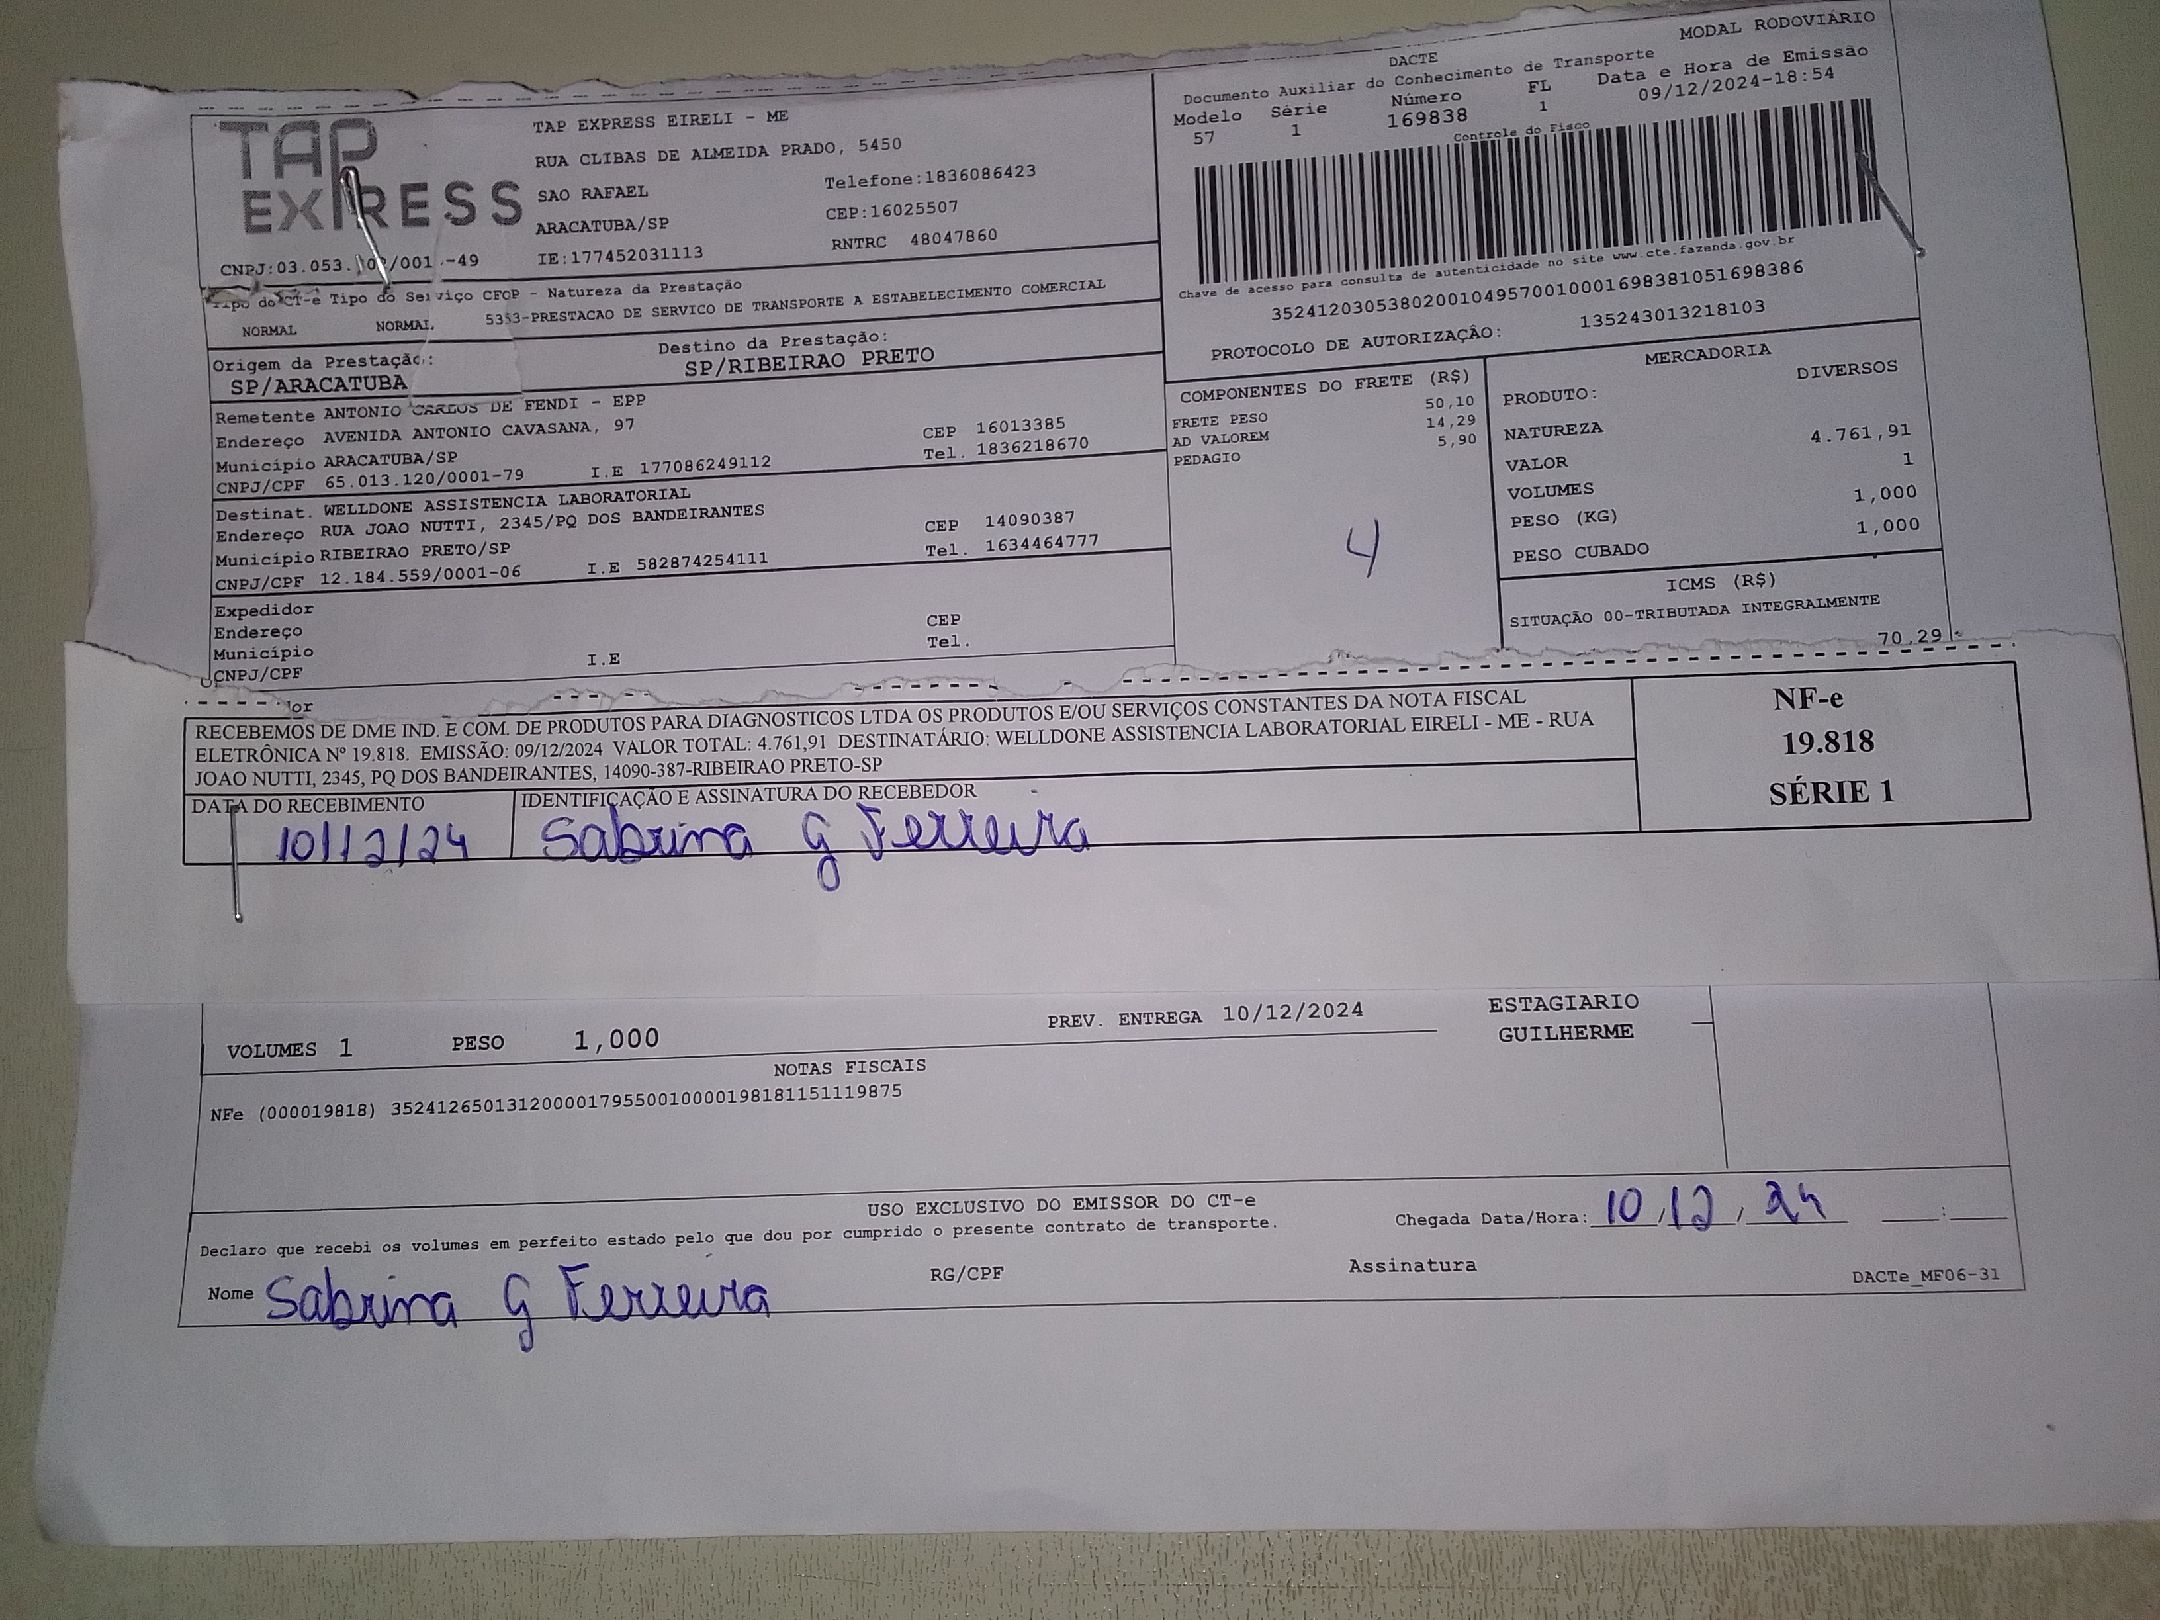 TAP
EXPRESS
TAP EXPRESS EIRELI - ME
RUA CLIBAS DE ALMEIDA PRADO, 5450
SAO RAFAEL Telefone:1836086423
ARACATUBA/SP CEP:16025507
CNPJ:03.053. /001 -49 IE:177452031113 RNTRC 48047860
MODAL RODOVIÁRIO
DACTE
Documento Auxiliar do Conhecimento de Transporte
Modelo Série Número FL Data e Hora de Emissão
57 1 169838 1 09/12/2024-18:54
Controle do Fisco
Chave de acesso para consulta de autenticidade no site www.cte.fazenda.gov.br
35241203053802001049570010001698381051698386
PROTOCOLO DE AUTORIZAÇÂO: 135243013218103
Tipo do CT-e Tipo do Serviço CFOP - Natureza da Prestação
NORMAL NORMAL 5353-PRESTACAO DE SERVICO DE TRANSPORTE A ESTABELECIMENTO COMERCIAL
Origem da Prestação: Destino da Prestação:
SP/ARACATUBA SP/RIBEIRAO PRETO
Remetente ANTONIO CARLOS DE FENDI - EPP
Endereço AVENIDA ANTONIO CAVASANA, 97 CEP 16013385
Município ARACATUBA/SP Tel. 1836218670
CNPJ/CPF 65.013.120/0001-79 I.E 177086249112
Destinat. WELLDONE ASSISTENCIA LABORATORIAL
Endereço RUA JOAO NUTTI, 2345/PQ DOS BANDEIRANTES CEP 14090387
Município RIBEIRAO PRETO/SP Tel. 1634464777
CNPJ/CPF 12.184.559/0001-06 I.E 582874254111
Expedidor
Endereço CEP
Município Tel.
CNPJ/CPF I.E
COMPONENTES DO FRETE (R$)
FRETE PESO 50,10
AD VALOREM 14,29
PEDAGIO 5,90
4
MERCADORIA
PRODUTO: DIVERSOS
NATUREZA
VALOR 4.761,91
VOLUMES 1
PESO (KG) 1,000
PESO CUBADO 1,000
ICMS (R$)
SITUAÇÃO 00-TRIBUTADA INTEGRALMENTE
70,29
RECEBEMOS DE DME IND. E COM. DE PRODUTOS PARA DIAGNOSTICOS LTDA OS PRODUTOS E/OU SERVIÇOS CONSTANTES DA NOTA FISCAL
ELETRÔNICA Nº 19.818. EMISSÃO: 09/12/2024 VALOR TOTAL: 4.761,91 DESTINATÁRIO: WELLDONE ASSISTENCIA LABORATORIAL EIRELI - ME - RUA
JOAO NUTTI, 2345, PQ DOS BANDEIRANTES, 14090-387-RIBEIRAO PRETO-SP
DATA DO RECEBIMENTO IDENTIFICAÇÃO E ASSINATURA DO RECEBEDOR
10/12/24 Sabrina G Ferreira
NF-e
19.818
SÉRIE 1
VOLUMES 1 PESO 1,000 PREV. ENTREGA 10/12/2024
ESTAGIARIO
GUILHERME
NOTAS FISCAIS
NFe (000019818) 35241265013120000179550010000198181151119875
USO EXCLUSIVO DO EMISSOR DO CT-e
Declaro que recebi os volumes em perfeito estado pelo que dou por cumprido o presente contrato de transporte. Chegada Data/Hora: 10/12/24 :
Nome Sabrina G Ferreira RG/CPF Assinatura
DACTe_MF06-31